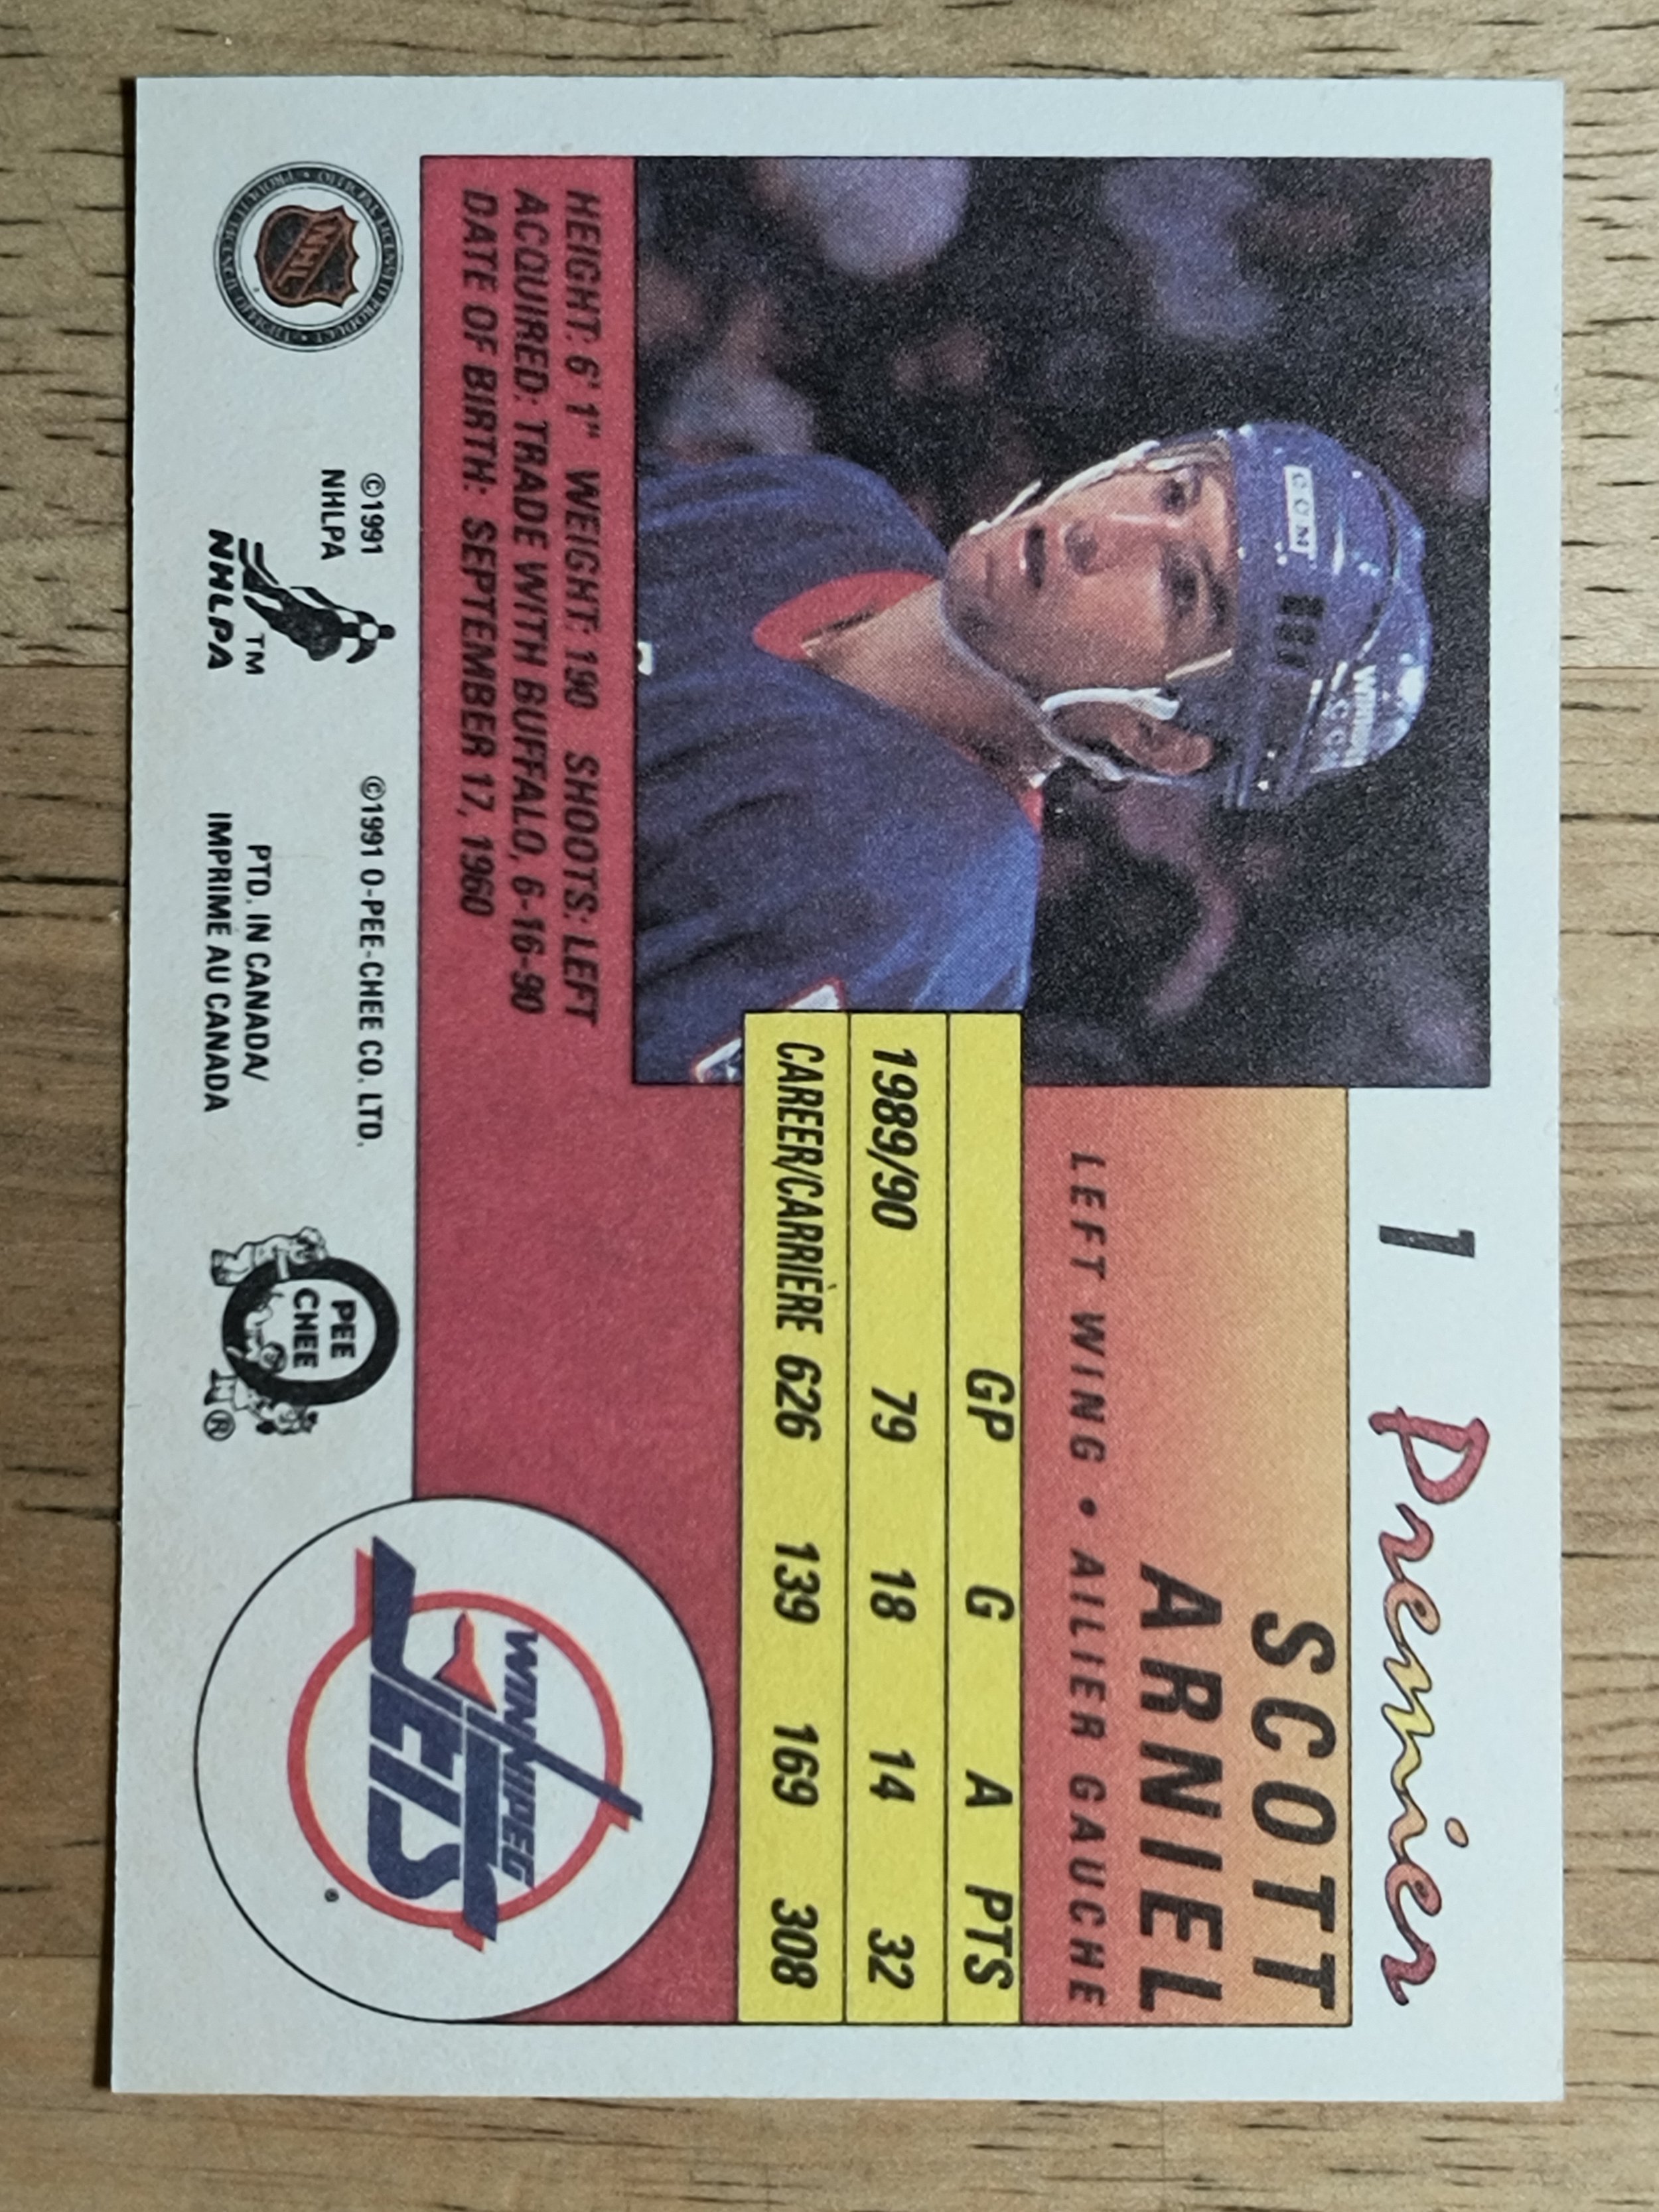 1 Premier
SCOTT
ARNIEL
LEFT WING • AILIER GAUCHE
GP G A PTS
1989/90 79 18 14 32
CAREER/CARRIÈRE 626 139 169 308
HEIGHT: 6' 1" WEIGHT: 190 SHOOTS: LEFT
ACQUIRED: TRADE WITH BUFFALO, 6-16-90
DATE OF BIRTH: SEPTEMBER 17, 1960
WINNIPEG
JETS
®
NHL
©1991
NHLPA
NHLPA™
©1991 O-PEE-CHEE CO. LTD.
PTD. IN CANADA/
IMPRIMÉ AU CANADA
O
PEE
CHEE
®